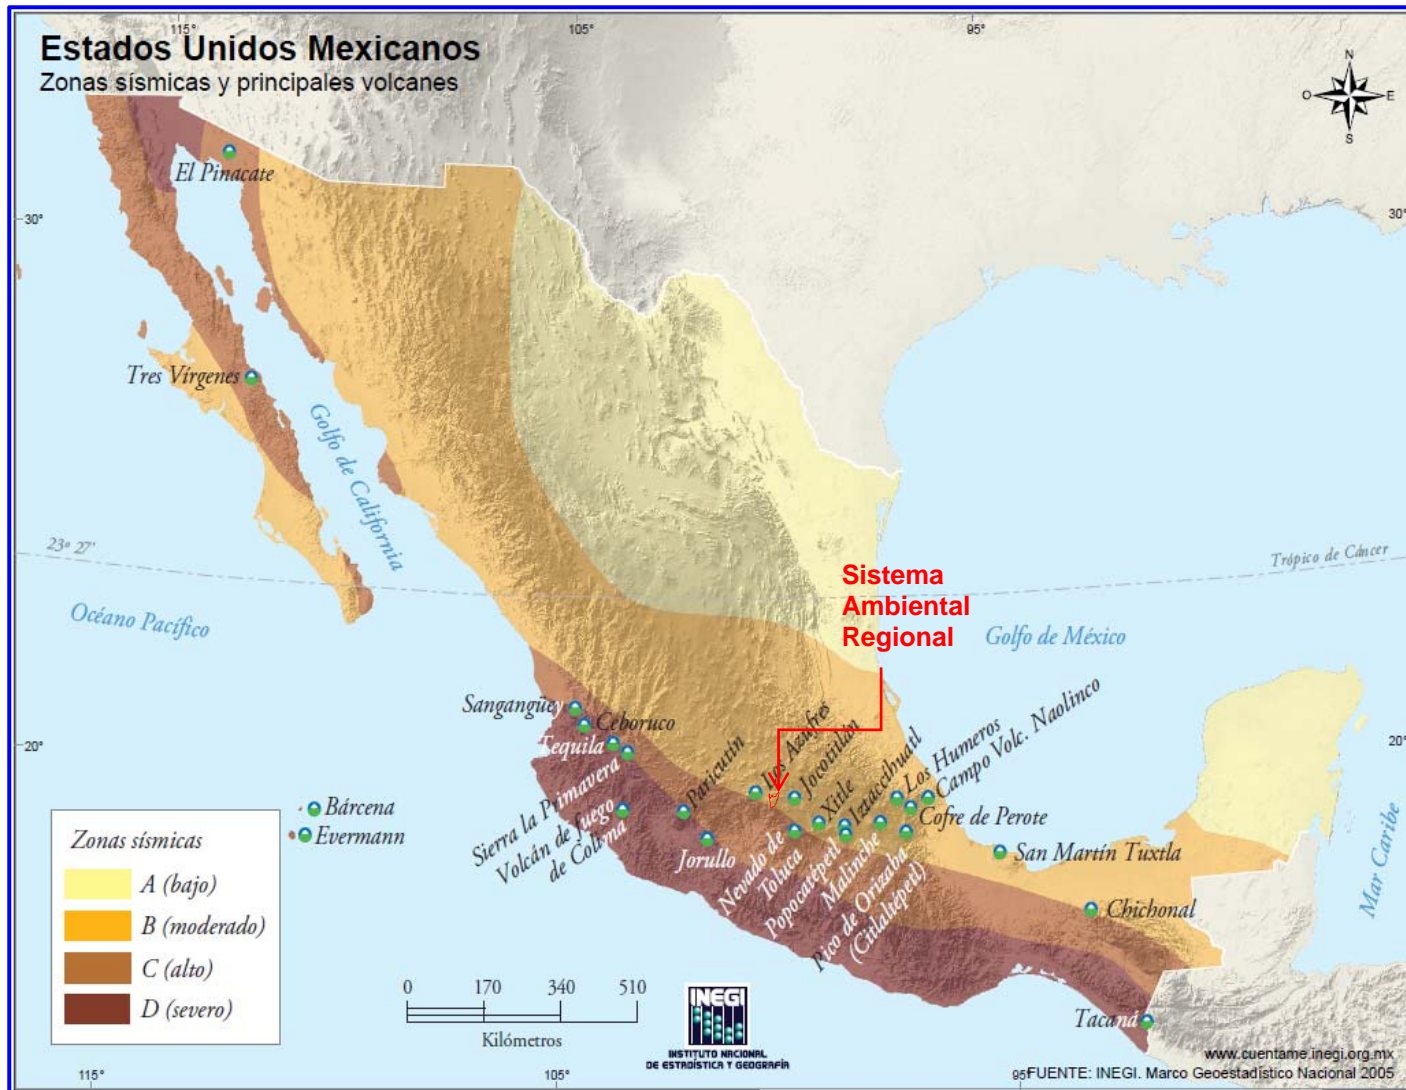 115°
105°
95°
Estados Unidos Mexicanos
Zonas sísmicas y principales volcanes
N
O
E
S
El Pinacate
30°
30°
Tres Vírgenes
Golfo de California
23º 27'
Trópico de Cáncer
Sistema
Ambiental
Regional
Océano Pacífico
Golfo de México
Sangangüey
Ceboruco
Tequila
Sierra la Primavera
Volcán de fuego
de Colima
Paricutín
Jorullo
Los Azufres
Jocotitlán
Xitle
Iztaccíhuatl
Los Humeros
Campo Volc. Naolinco
Cofre de Perote
20°
20°
Nevado de
Toluca
Popocatépetl
Malinche
Pico de Orizaba
(Citlaltépetl)
San Martín Tuxtla
Chichonal
Tacaná
Mar Caribe
Bárcena
Evermann
Zonas sísmicas
A (bajo)
B (moderado)
C (alto)
D (severo)
0 170 340 510
Kilómetros
INEGI
INSTITUTO NACIONAL
DE ESTADÍSTICA Y GEOGRAFÍA
www.cuentame.inegi.org.mx
FUENTE: INEGI. Marco Geoestadístico Nacional 2005
115°
105°
95°